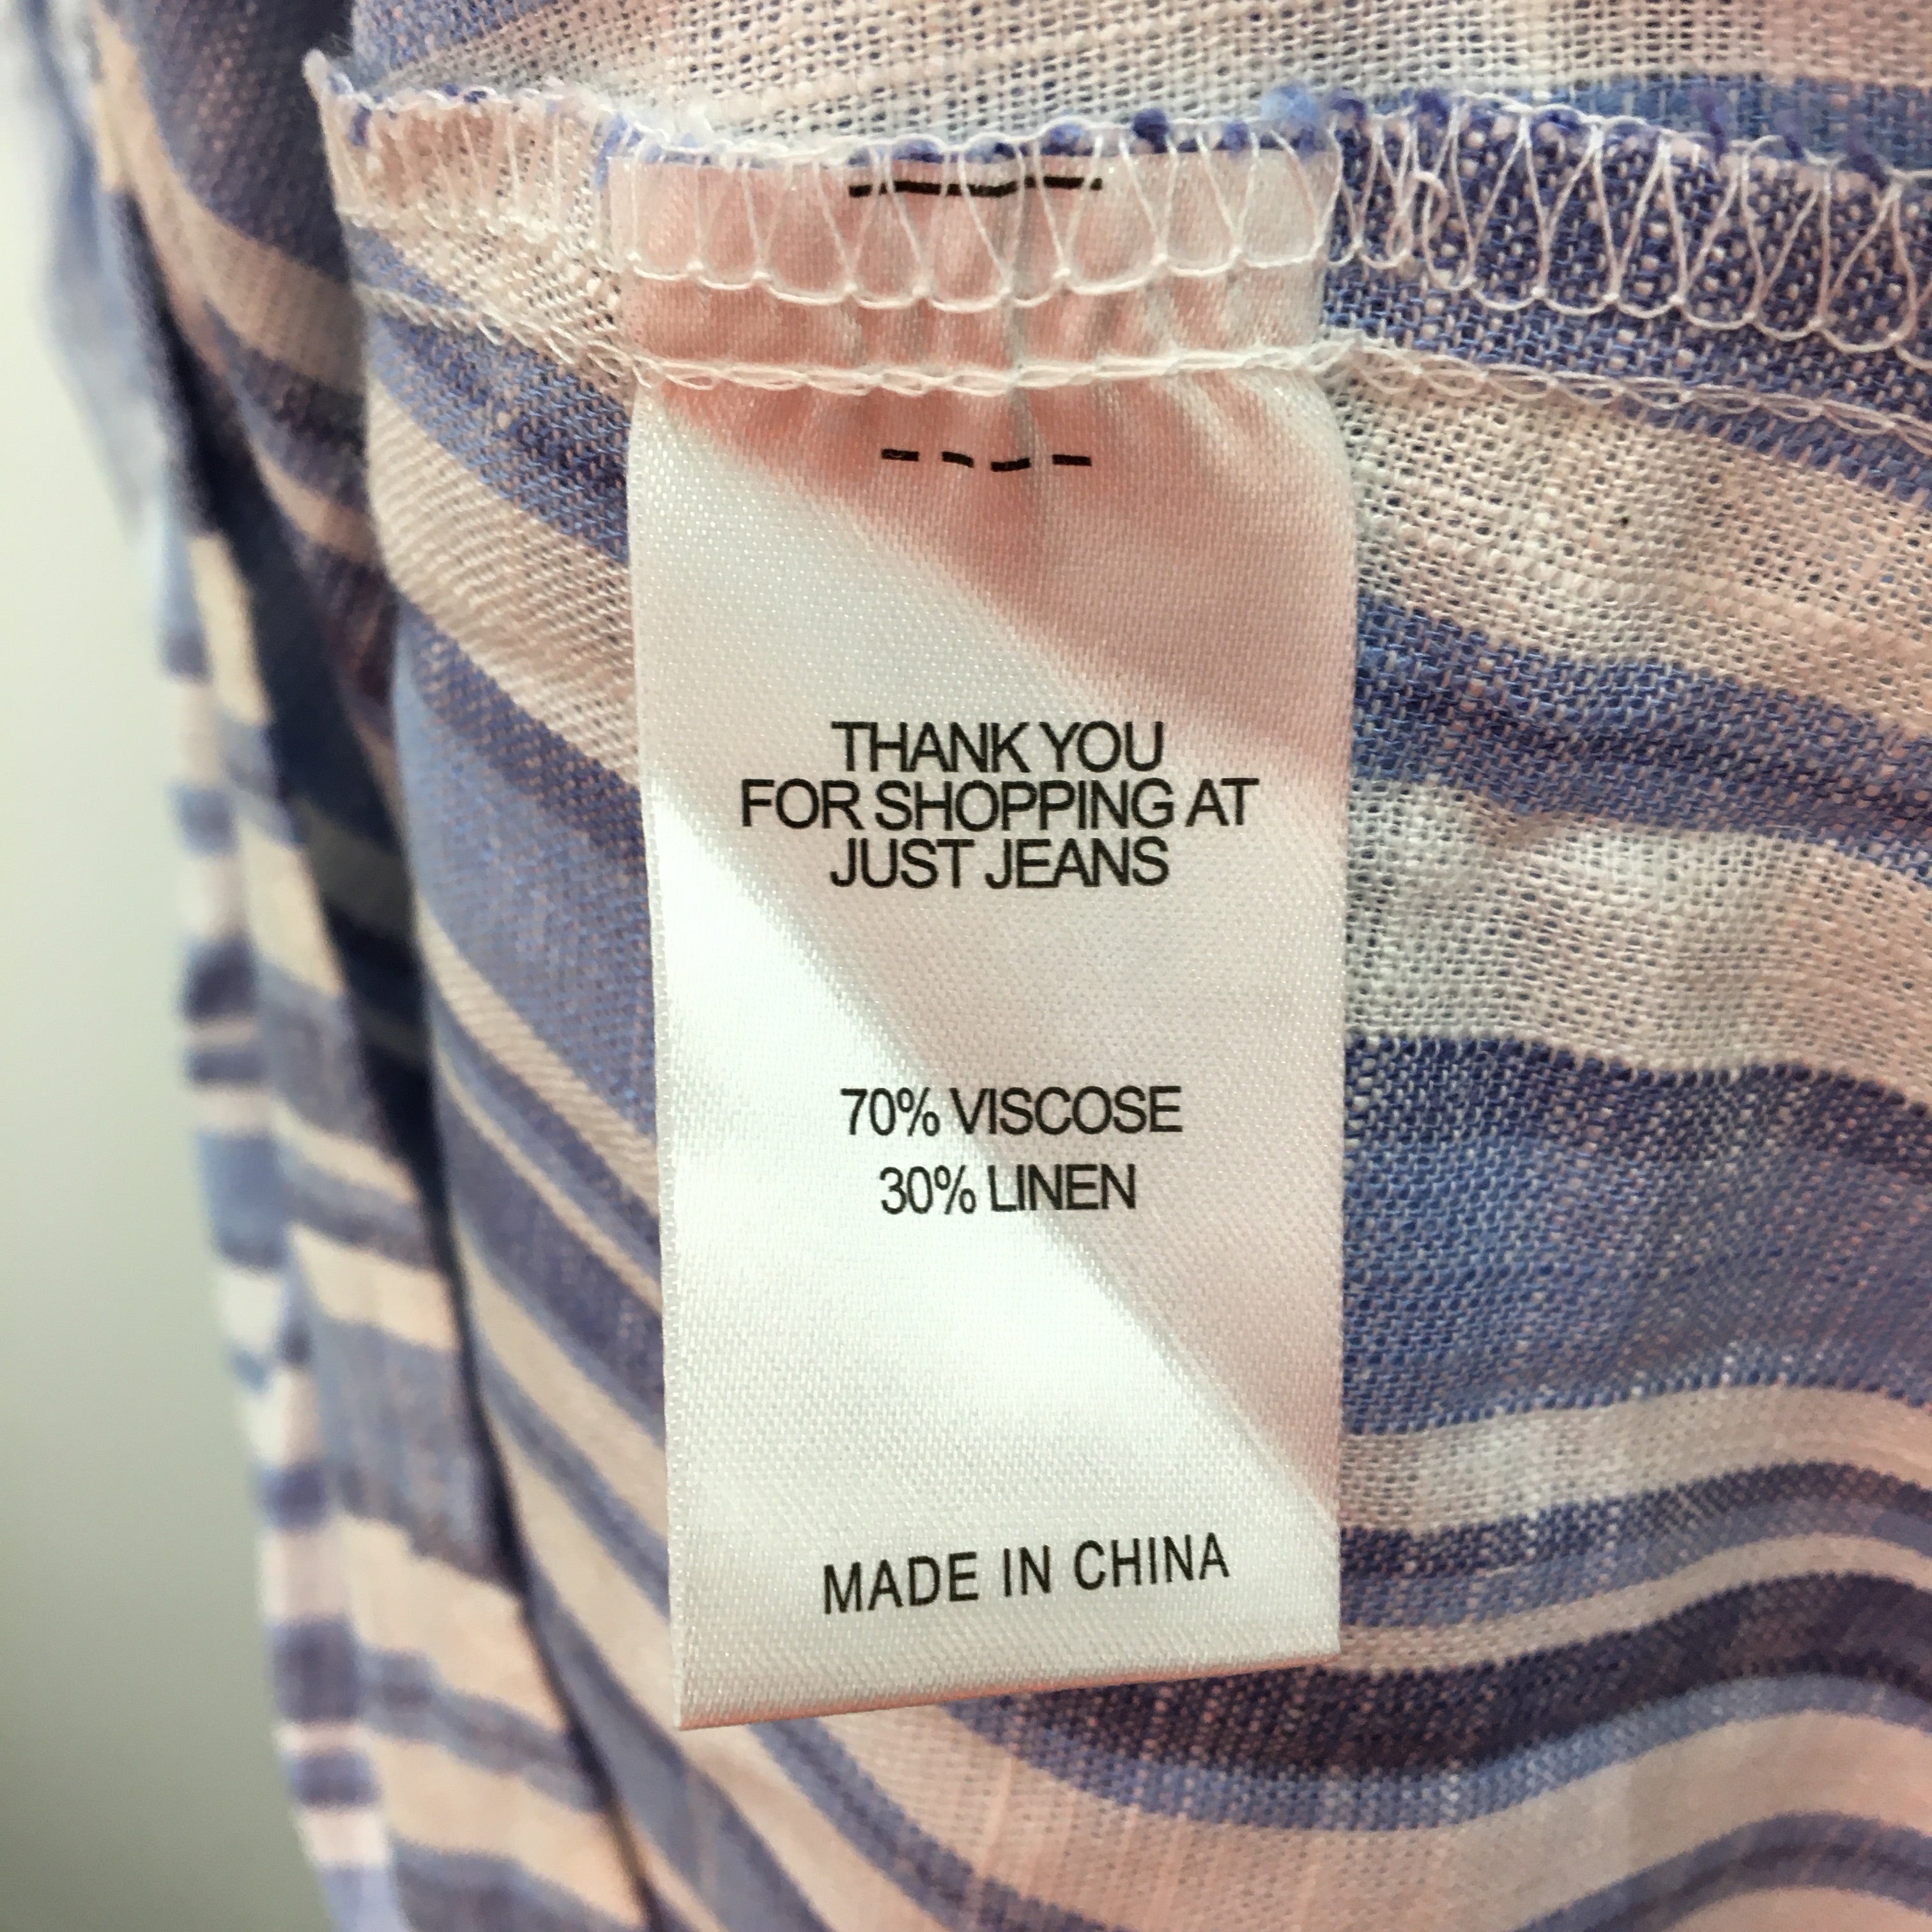 THANK YOU
FOR SHOPPING AT
JUST JEANS
70% VISCOSE
30% LINEN
MADE IN CHINA